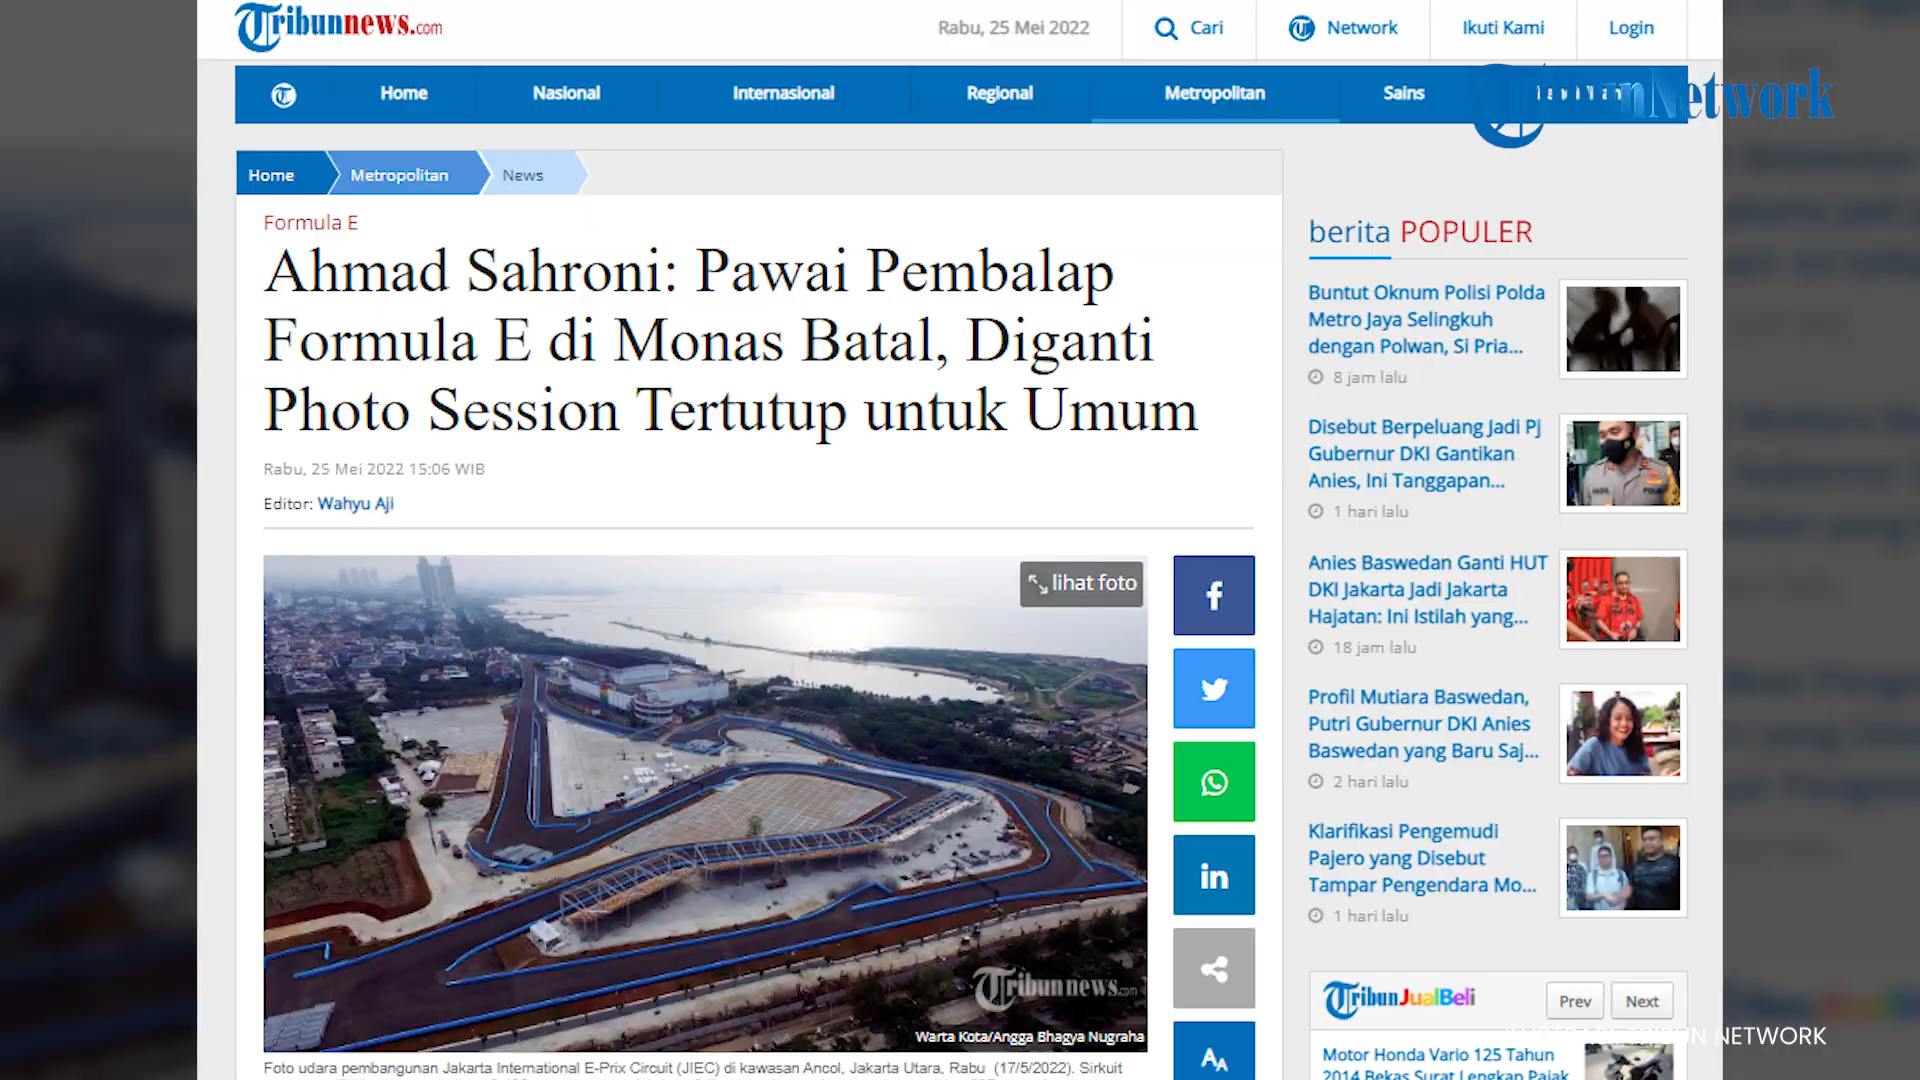 Tribunnews.com
Rabu, 25 Mei 2022
Cari
Network
Ikuti Kami
Login
Home
Nasional
Internasional
Regional
Metropolitan
Sains
TribunNetwork
Home
Metropolitan
News
Formula E
Ahmad Sahroni: Pawai Pembalap
Formula E di Monas Batal, Diganti
Photo Session Tertutup untuk Umum
Rabu, 25 Mei 2022 15:06 WIB
Editor: Wahyu Aji
lihat foto
Tribunnews.com
Warta Kota/Angga Bhagya Nugraha
Foto udara pembangunan Jakarta International E-Prix Circuit (JIEC) di kawasan Ancol, Jakarta Utara, Rabu (17/5/2022). Sirkuit
berita POPULER
Buntut Oknum Polisi Polda
Metro Jaya Selingkuh
dengan Polwan, Si Pria...
8 jam lalu
Disebut Berpeluang Jadi Pj
Gubernur DKI Gantikan
Anies, Ini Tanggapan...
1 hari lalu
Anies Baswedan Ganti HUT
DKI Jakarta Jadi Jakarta
Hajatan: Ini Istilah yang...
18 jam lalu
Profil Mutiara Baswedan,
Putri Gubernur DKI Anies
Baswedan yang Baru Saj...
2 hari lalu
Klarifikasi Pengemudi
Pajero yang Disebut
Tampar Pengendara Mo...
1 hari lalu
TribunJualBeli
Prev
Next
TRIBUN NETWORK
Motor Honda Vario 125 Tahun
2014 Bekas Surat Lengkap Pajak